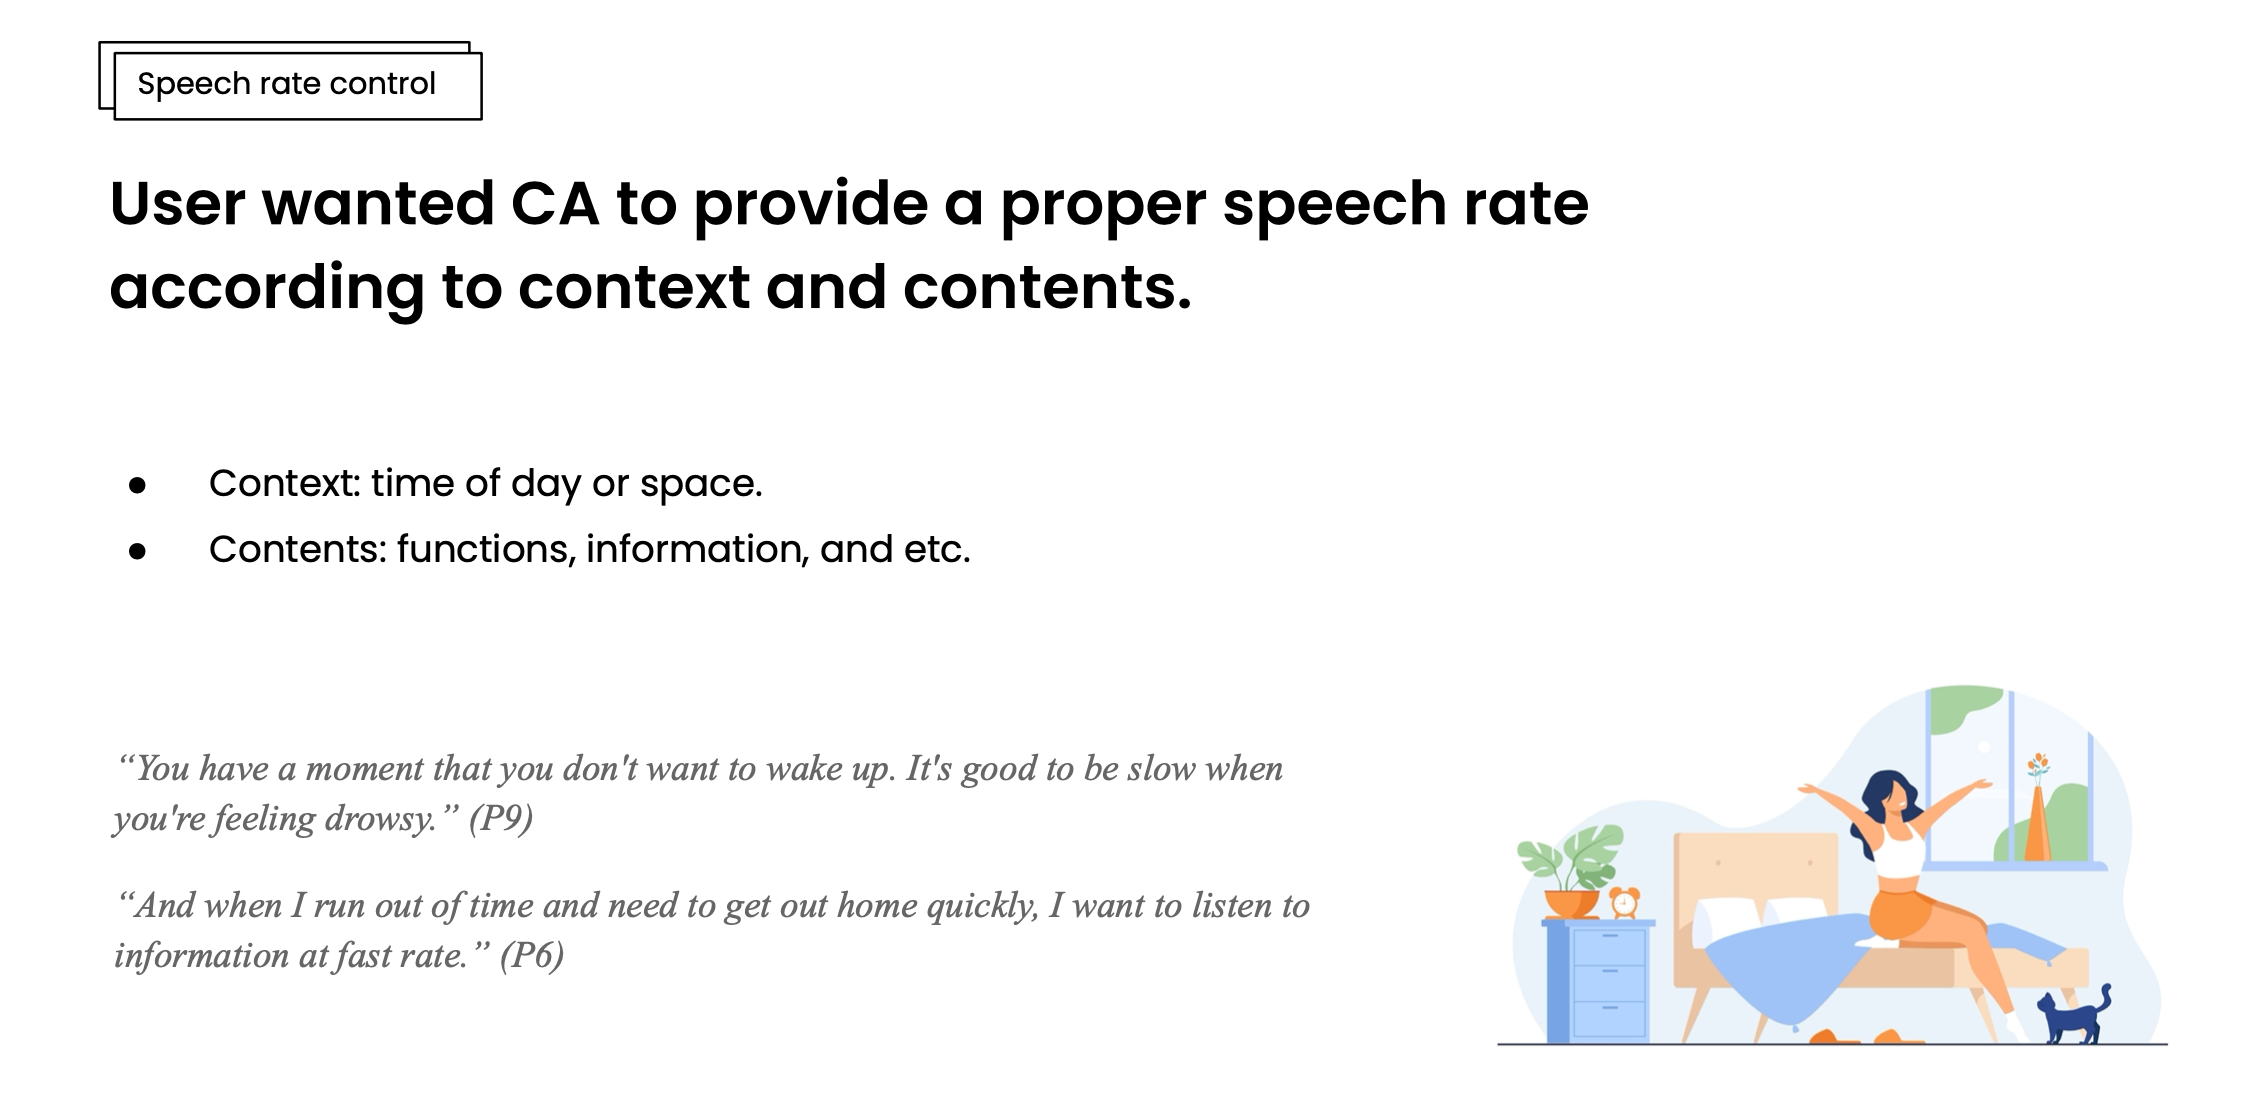 Speech rate control
User wanted CA to provide a proper speech rate
according to context and contents.
● Context: time of day or space.
● Contents: functions, information, and etc.
“You have a moment that you don't want to wake up. It's good to be slow when
you're feeling drowsy.” (P9)
“And when I run out of time and need to get out home quickly, I want to listen to
information at fast rate.” (P6)